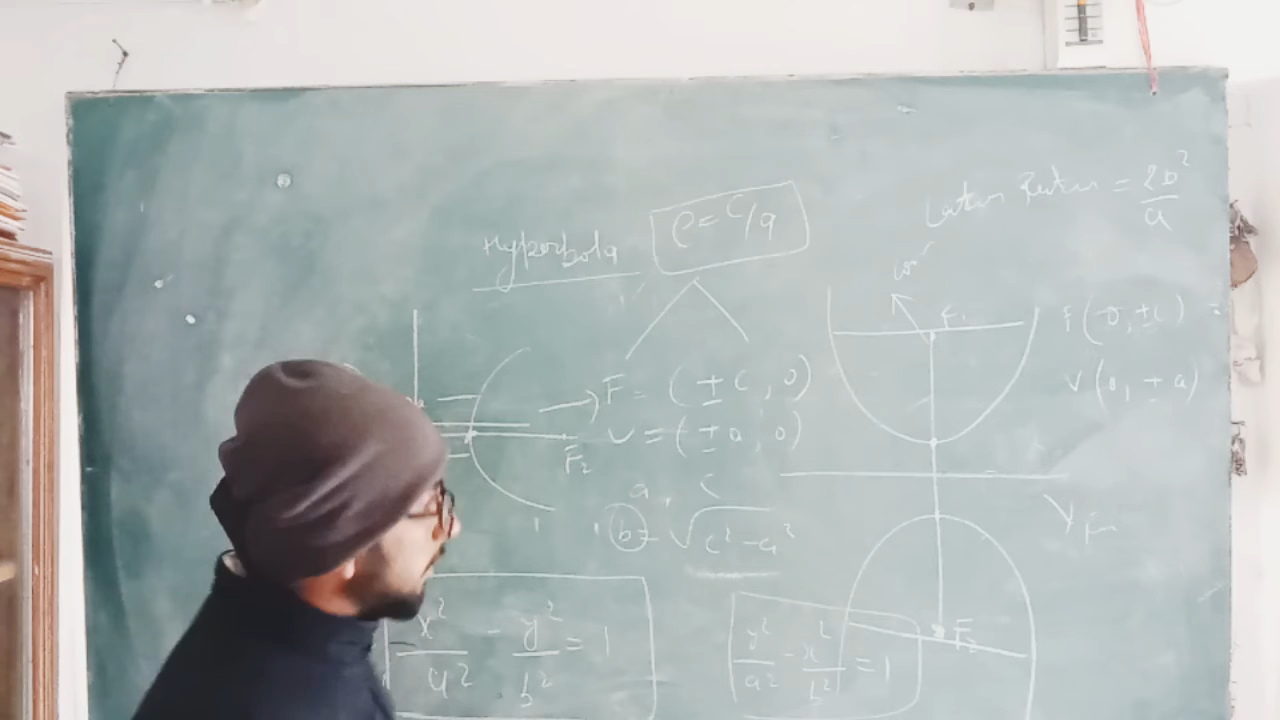 Latus Rectum = 2b²/a
Hyperbola
e = c/a
F₁
F(0, ±c) =
V(0, ±a)
F = (±c, 0)
V = (±a, 0)
F₂
a, c
b = √c² - a²
x²/a² - y²/b² = 1
y²/a² - x²/b² = 1
F₂